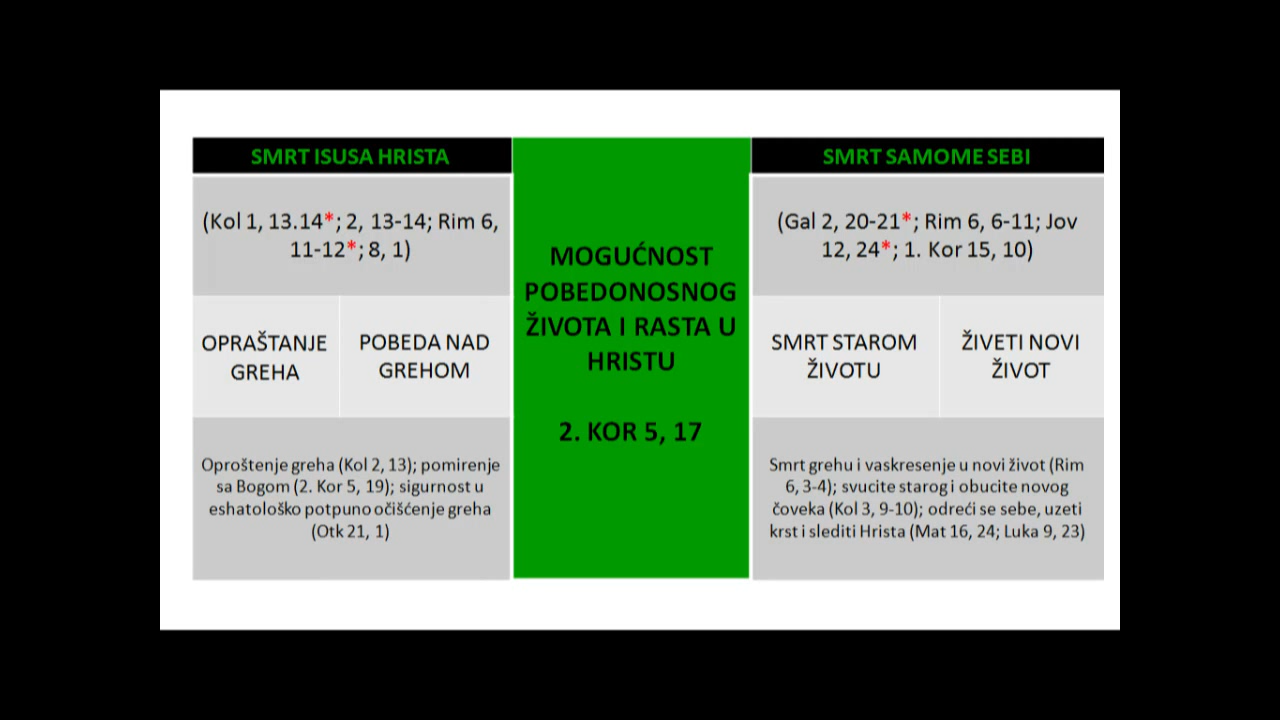 SMRT ISUSA HRISTA
(Kol 1, 13.14*; 2, 13-14; Rim 6,
11-12*; 8, 1)
OPRAŠTANJE
GREHA
POBEDA NAD
GREHOM
Oproštenje greha (Kol 2, 13); pomirenje
sa Bogom (2. Kor 5, 19); sigurnost u
eshatološko potpuno očišćenje greha
(Otk 21, 1)
MOGUĆNOST
POBEDONOSNOG
ŽIVOTA I RASTA U
HRISTU
2. KOR 5, 17
SMRT SAMOME SEBI
(Gal 2, 20-21*; Rim 6, 6-11; Jov
12, 24*; 1. Kor 15, 10)
SMRT STAROM
ŽIVOTU
ŽIVETI NOVI
ŽIVOT
Smrt grehu i vaskresenje u novi život (Rim
6, 3-4); svucite starog i obucite novog
čoveka (Kol 3, 9-10); odreći se sebe, uzeti
krst i slediti Hrista (Mat 16, 24; Luka 9, 23)